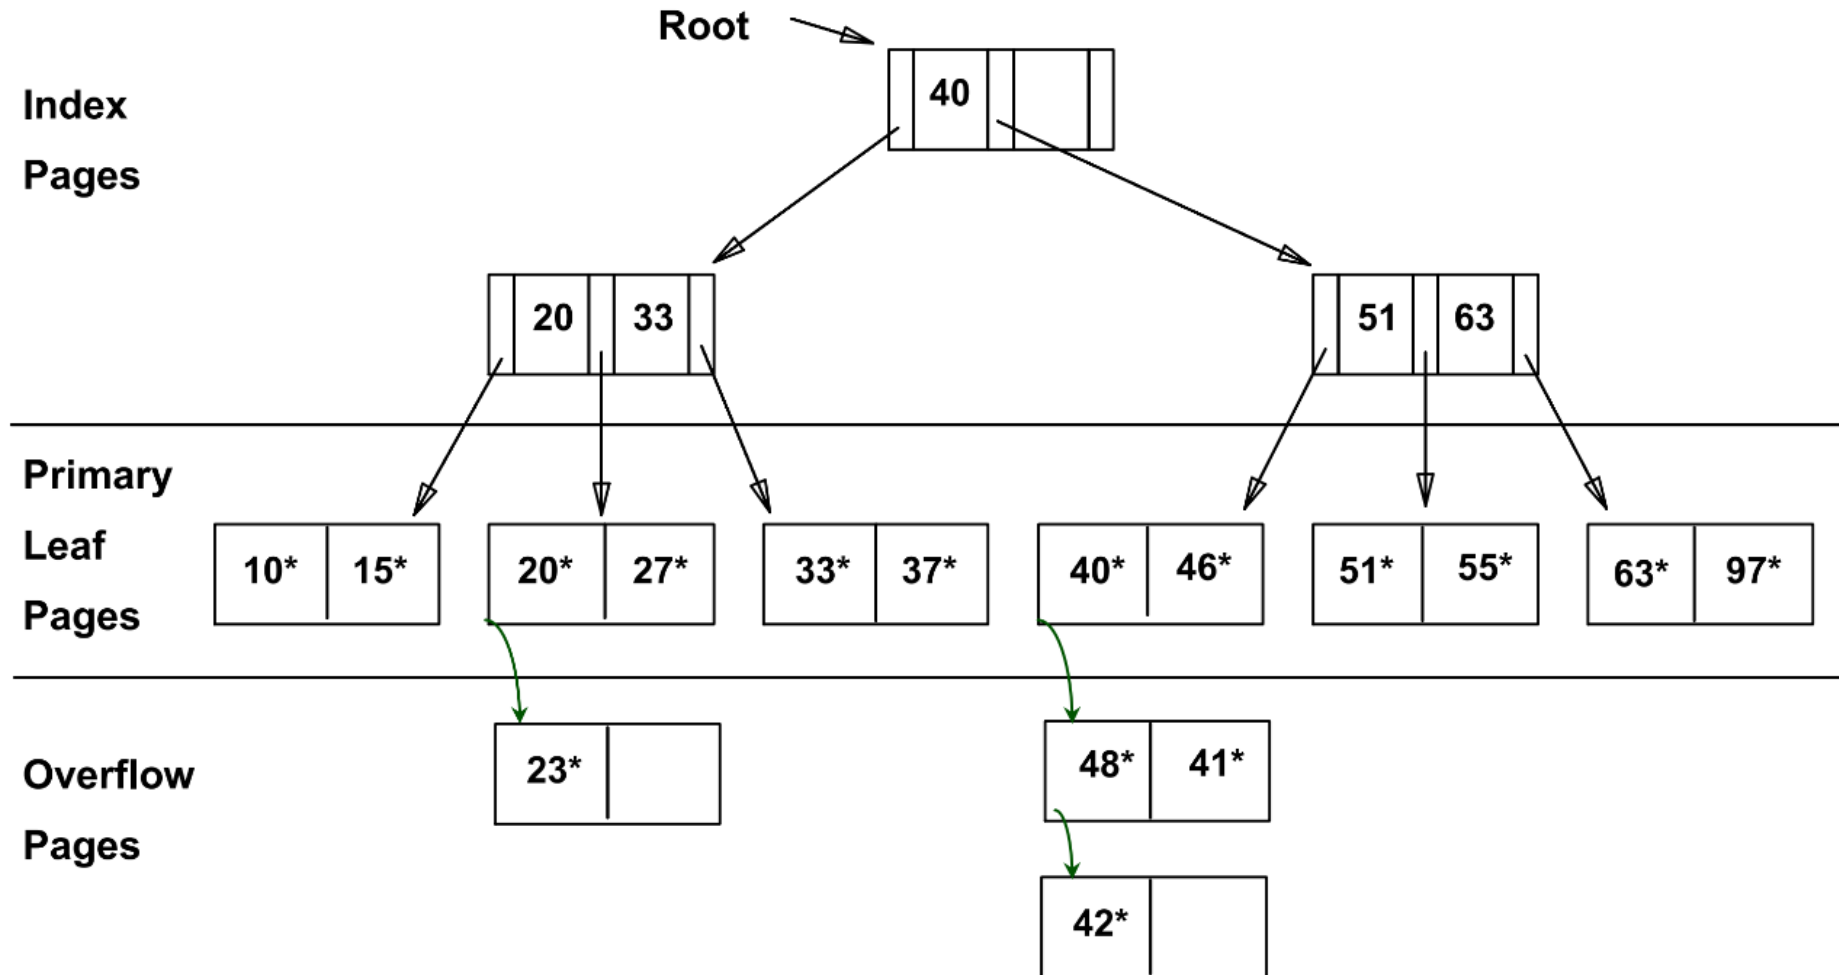 Root
Index
Pages
40
20 33
51 63
Primary
Leaf
Pages
10* 15*
20* 27*
33* 37*
40* 46*
51* 55*
63* 97*
Overflow
Pages
23*
48* 41*
42*